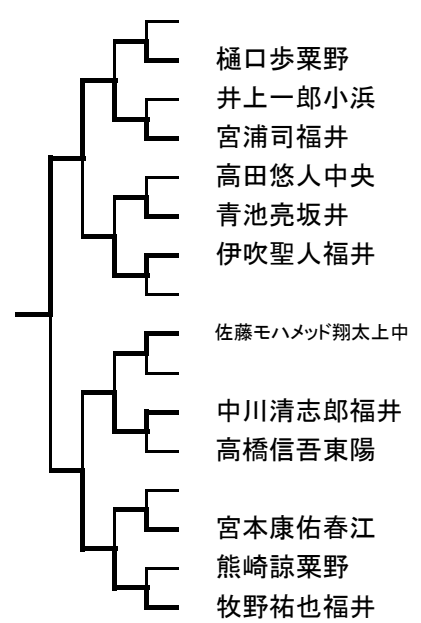 樋口歩粟野
井上一郎小浜
宮浦司福井
高田悠人中央
青池亮坂井
伊吹聖人福井
佐藤モハメッド翔太上中
中川清志郎福井
高橋信吾東陽
宮本康佑春江
熊崎諒粟野
牧野祐也福井